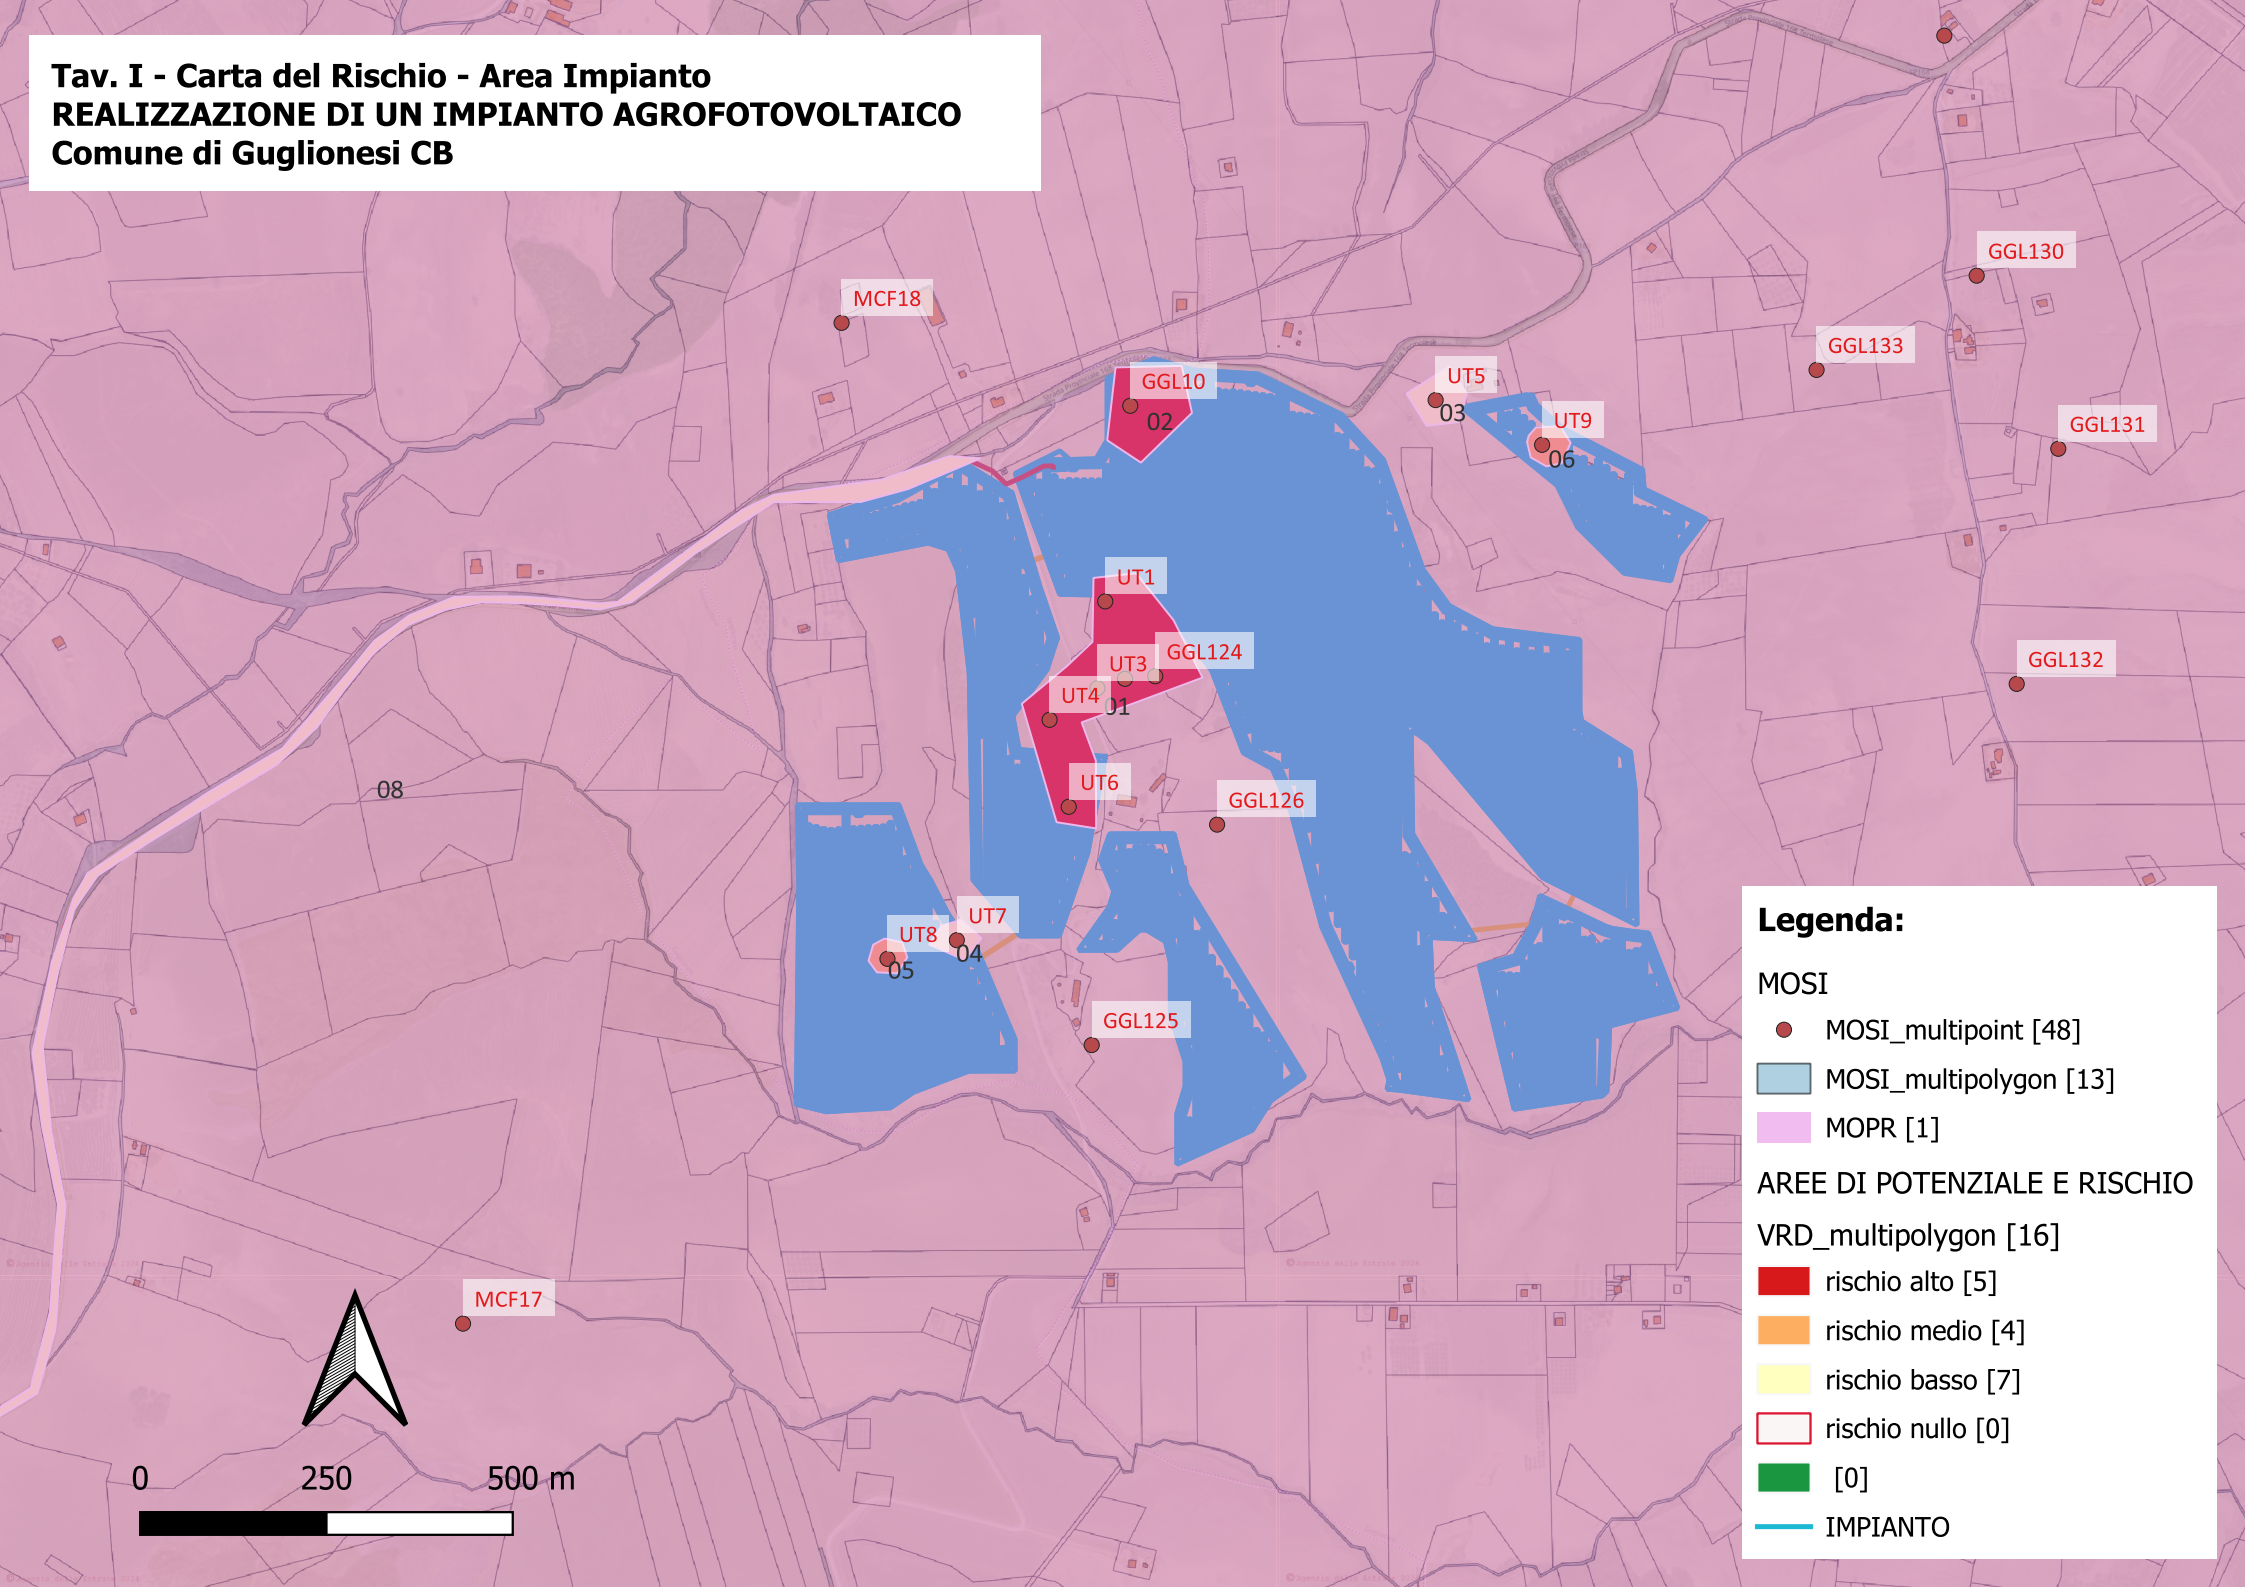 Tav. I - Carta del Rischio - Area Impianto
REALIZZAZIONE DI UN IMPIANTO AGROFOTOVOLTAICO
Comune di Guglionesi CB
GGL130
MCF18
GGL133
GGL10
02
UT5
03
UT9
06
GGL131
UT1
GGL124
UT3
UT4
01
GGL132
UT6
08
GGL126
UT7
UT8
04
05
GGL125
MCF17
0 250 500 m
Legenda:
MOSI
MOSI_multipoint [48]
MOSI_multipolygon [13]
MOPR [1]
AREE DI POTENZIALE E RISCHIO
VRD_multipolygon [16]
rischio alto [5]
rischio medio [4]
rischio basso [7]
rischio nullo [0]
[0]
IMPIANTO